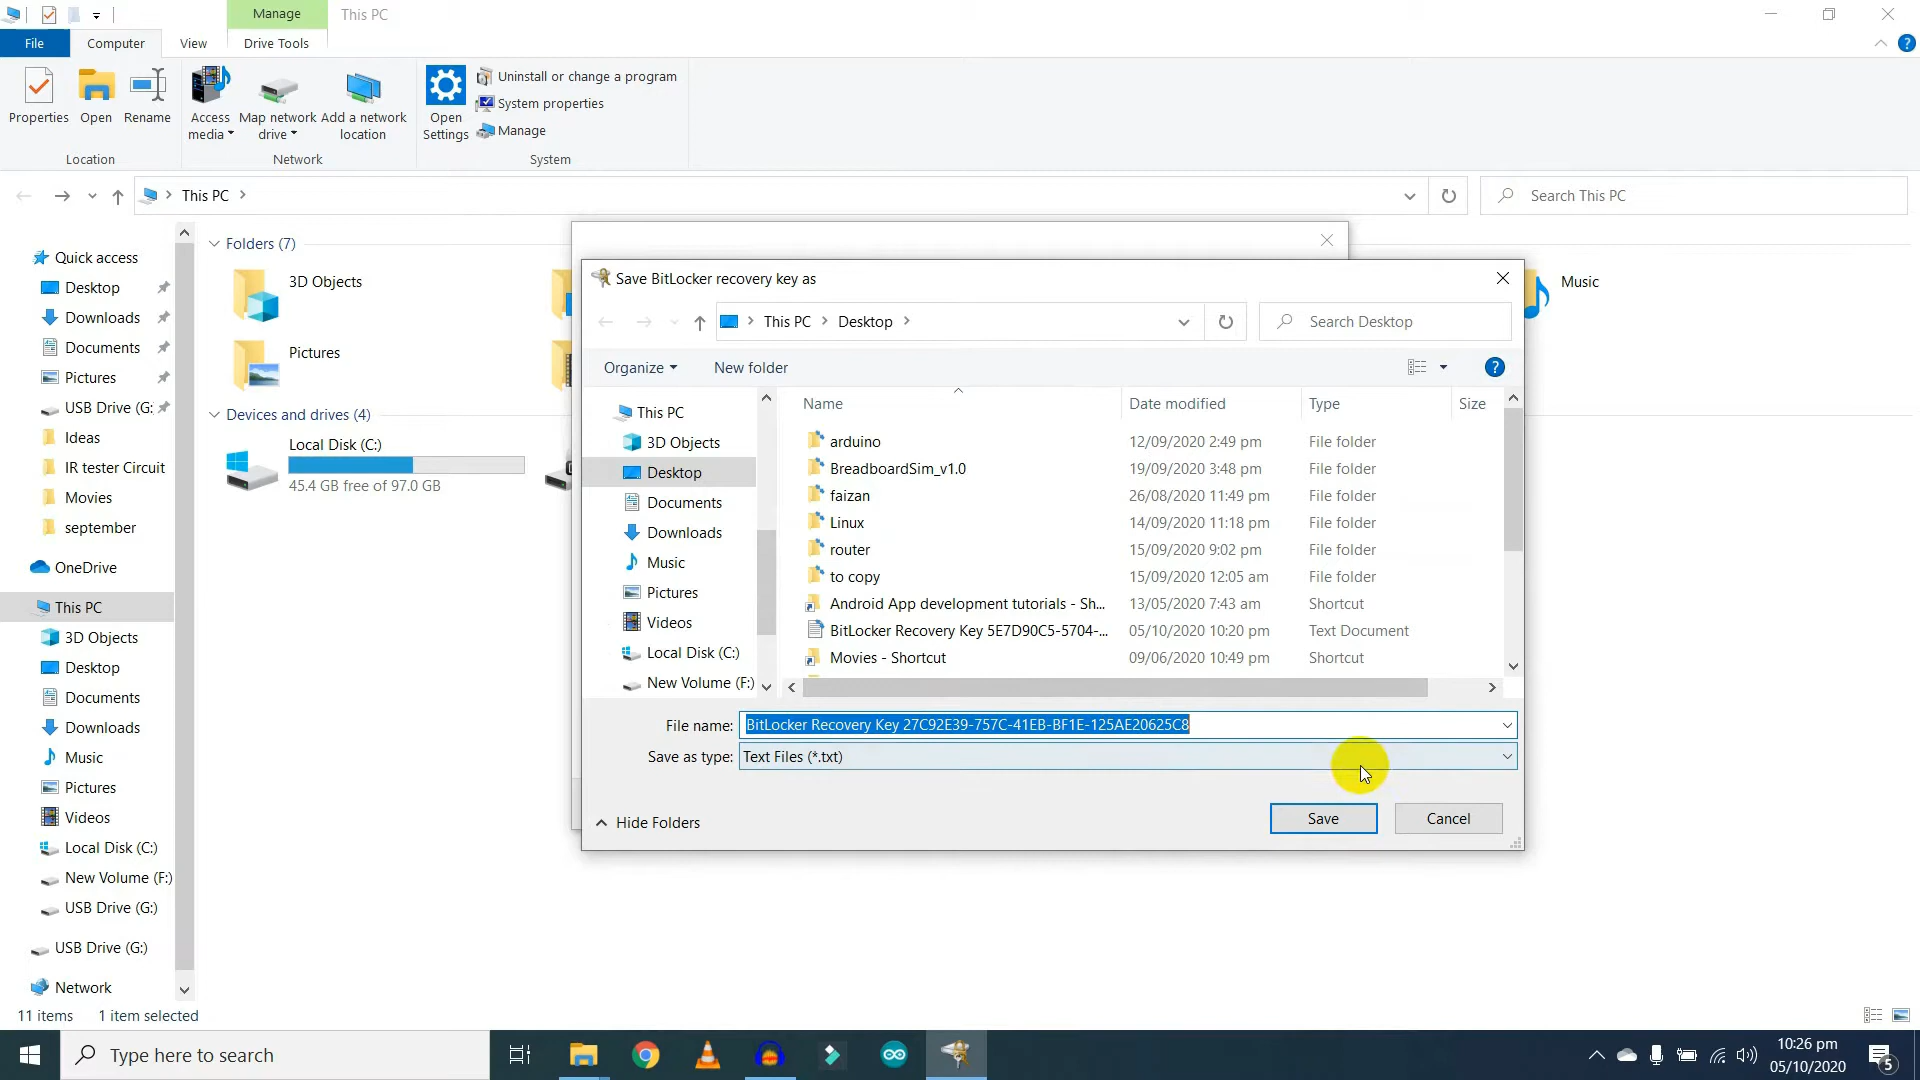 Manage
This PC
File
Computer
View
Drive Tools
Properties
Open
Rename
Access media
Map network drive
Add a network location
Open Settings
Uninstall or change a program
System properties
Manage
Location
Network
System
This PC
Search This PC
Quick access
Desktop
Downloads
Documents
Pictures
USB Drive (G:
Ideas
IR tester Circuit
Movies
september
OneDrive
This PC
3D Objects
Desktop
Documents
Downloads
Music
Pictures
Videos
Local Disk (C:)
New Volume (F:)
USB Drive (G:)
USB Drive (G:)
Network
Folders (7)
3D Objects
Pictures
Music
Devices and drives (4)
Local Disk (C:)
45.4 GB free of 97.0 GB
Save BitLocker recovery key as
This PC
Desktop
Search Desktop
Organize
New folder
This PC
3D Objects
Desktop
Documents
Downloads
Music
Pictures
Videos
Local Disk (C:)
New Volume (F:)
Name Date modified Type Size
arduino 12/09/2020 2:49 pm File folder
BreadboardSim_v1.0 19/09/2020 3:48 pm File folder
faizan 26/08/2020 11:49 pm File folder
Linux 14/09/2020 11:18 pm File folder
router 15/09/2020 9:02 pm File folder
to copy 15/09/2020 12:05 am File folder
Android App development tutorials - Sh... 13/05/2020 7:43 am Shortcut
BitLocker Recovery Key 5E7D90C5-5704-... 05/10/2020 10:20 pm Text Document
Movies - Shortcut 09/06/2020 10:49 pm Shortcut
File name: BitLocker Recovery Key 27C92E39-757C-41EB-BF1E-125AE20625C8
Save as type: Text Files (*.txt)
Hide Folders
Save
Cancel
11 items 1 item selected
Type here to search
10:26 pm
05/10/2020
5